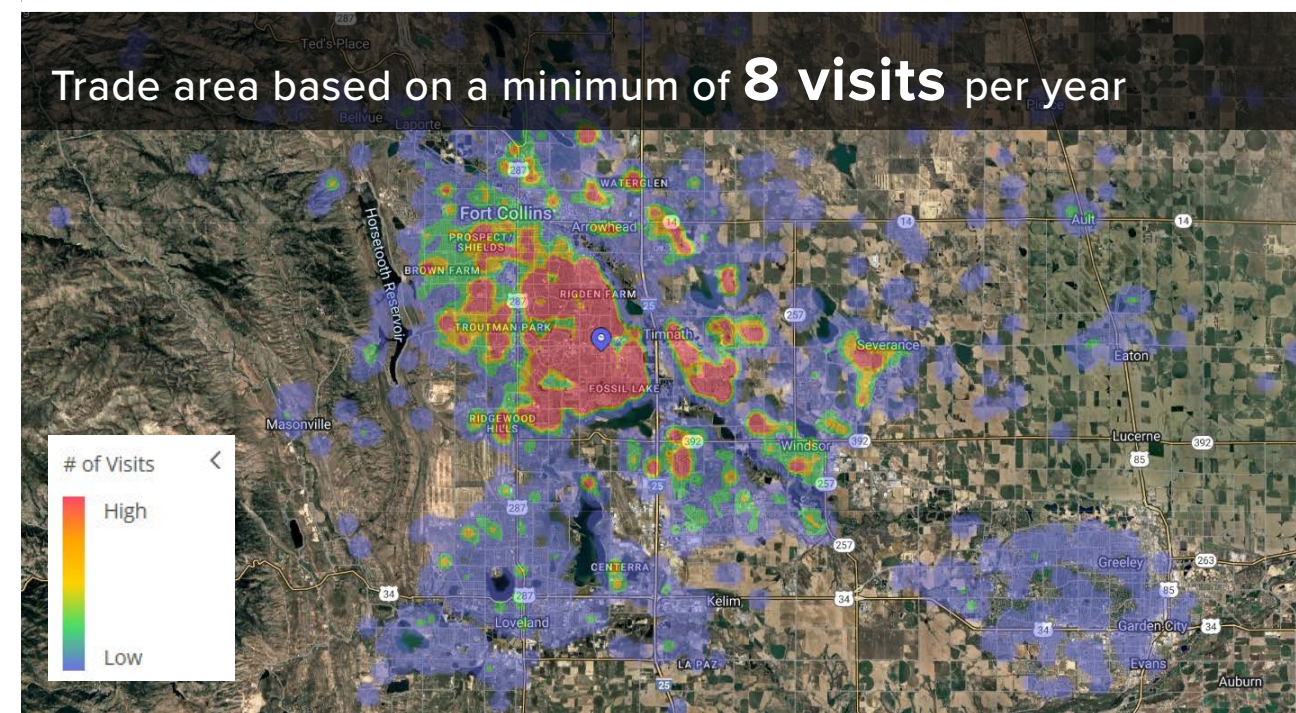 287
Ted's Place
Trade area based on a minimum of 8 visits per year
Pierce
Bellvue
Laporte
287
WATERGLEN
Fort Collins
Arrowhead
14
14
Ault
14
PROSPECT/
SHIELDS
Horsetooth Reservoir
BROWN FARM
287
RIGDEN FARM
25
257
TROUTMAN PARK
Timnath
Severance
Eaton
FOSSIL LAKE
Masonville
RIDGEWOOD
HILLS
392
Windsor
392
Lucerne
392
85
# of Visits
High
Low
25
257
287
257
Greeley
263
CENTERRA
34
287
Kelim
34
85
Loveland
34
Garden City
34
LA PAZ
Evans
25
Auburn